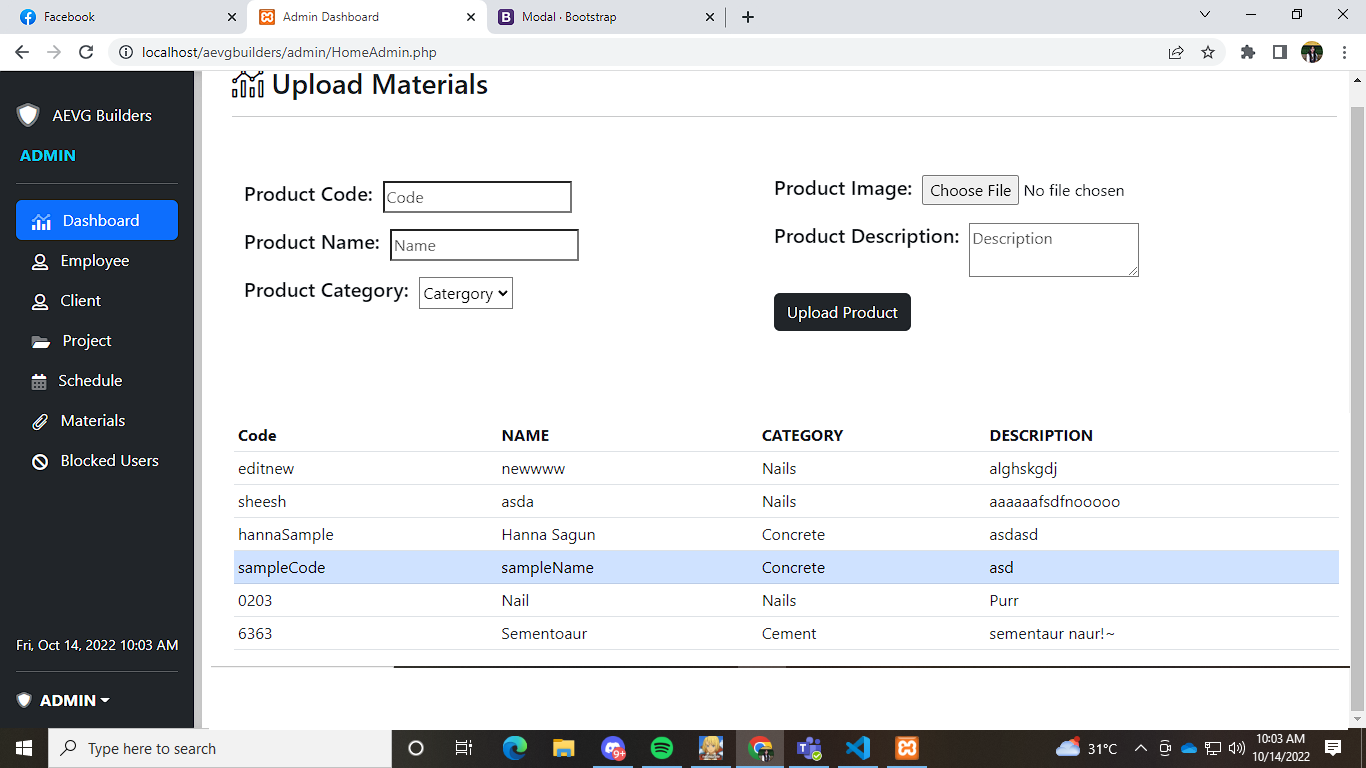 Facebook
Admin Dashboard
Modal · Bootstrap
localhost/aevgbuilders/admin/HomeAdmin.php
AEVG Builders
ADMIN
Dashboard
Employee
Client
Project
Schedule
Materials
Blocked Users
Fri, Oct 14, 2022 10:03 AM
ADMIN
Upload Materials
Product Code: Code
Product Name: Name
Product Category: Catergory
Product Image: Choose File No file chosen
Product Description: Description
Upload Product
Code NAME CATEGORY DESCRIPTION
editnew newwww Nails alghskgdj
sheesh asda Nails aaaaaafsdfnooooo
hannaSample Hanna Sagun Concrete asdasd
sampleCode sampleName Concrete asd
0203 Nail Nails Purr
6363 Sementoaur Cement sementaur naur!~
Type here to search
9+
31°C
10:03 AM
10/14/2022